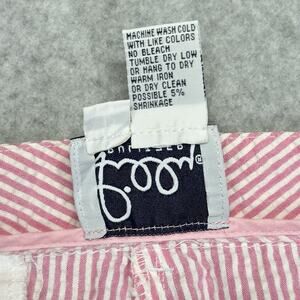 MACHINE WASH COLD
WITH LIKE COLORS
NO BLEACH
TUMBLE DRY LOW
OR HANG TO DRY
WARM IRON
OR DRY CLEAN
POSSIBLE 5%
SHRINKAGE